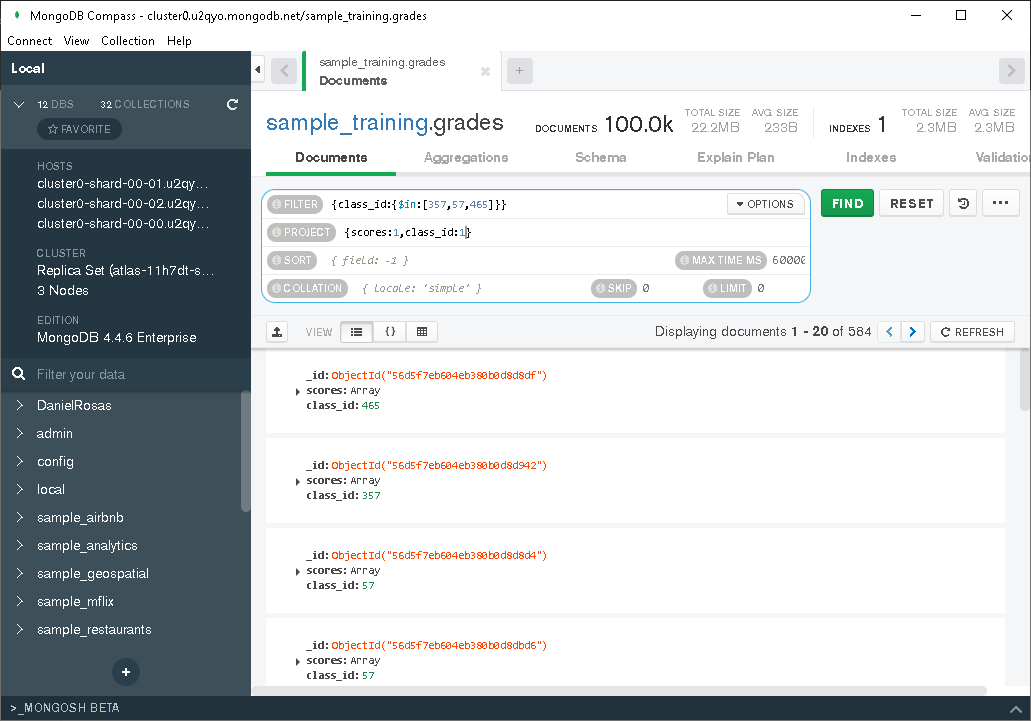 MongoDB Compass - cluster0.u2qyo.mongodb.net/sample_training.grades
Connect View Collection Help
Local
12 DBS 32 COLLECTIONS
FAVORITE
HOSTS
cluster0-shard-00-01.u2qy...
cluster0-shard-00-02.u2qy...
cluster0-shard-00-00.u2qy...
CLUSTER
Replica Set (atlas-11h7dt-s...
3 Nodes
EDITION
MongoDB 4.4.6 Enterprise
Filter your data
DanielRosas
admin
config
local
sample_airbnb
sample_analytics
sample_geospatial
sample_mflix
sample_restaurants
>_MONGOSH BETA
sample_training.grades
Documents
sample_training.grades
DOCUMENTS 100.0k TOTAL SIZE 22.2MB AVG. SIZE 233B INDEXES 1 TOTAL SIZE 2.3MB AVG. SIZE 2.3MB
Documents Aggregations Schema Explain Plan Indexes Validatio
FILTER {class_id:{$in:[357,57,465]}} OPTIONS FIND RESET
PROJECT {scores:1,class_id:1}
SORT { field: -1 } MAX TIME MS 60000
COLLATION { locale: 'simple' } SKIP 0 LIMIT 0
VIEW {} Displaying documents 1 - 20 of 584 REFRESH
_id: ObjectId("56d5f7eb604eb380b0d8d8df")
scores: Array
class_id: 465
_id: ObjectId("56d5f7eb604eb380b0d8d942")
scores: Array
class_id: 357
_id: ObjectId("56d5f7eb604eb380b0d8d8d4")
scores: Array
class_id: 57
_id: ObjectId("56d5f7eb604eb380b0d8dbd6")
scores: Array
class_id: 57